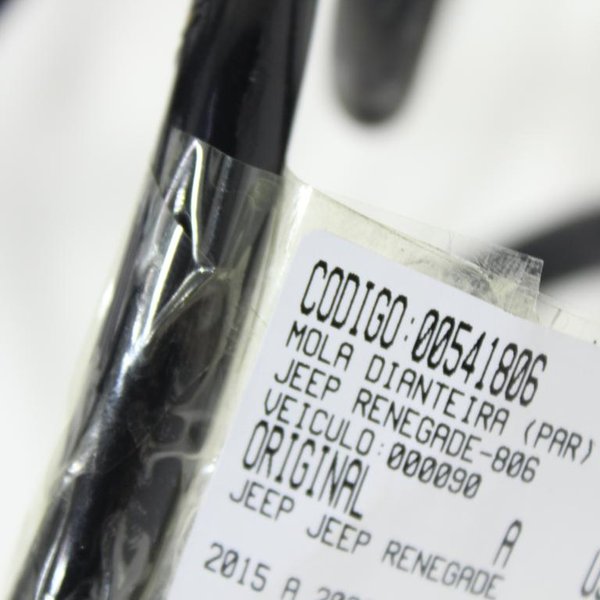 CODIGO:00541806
MOLA DIANTEIRA (PAR)
JEEP RENEGADE-806
VEICULO:000090
ORIGINAL A
JEEP JEEP RENEGADE
2015 A